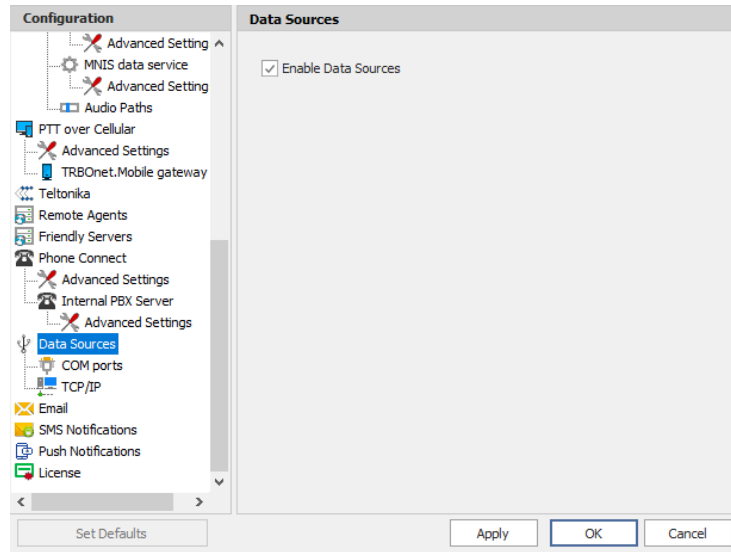 Configuration
Advanced Setting
MNIS data service
Advanced Setting
Audio Paths
PTT over Cellular
Advanced Settings
TRBOnet.Mobile gateway
Teltonika
Remote Agents
Friendly Servers
Phone Connect
Advanced Settings
Internal PBX Server
Advanced Settings
Data Sources
COM ports
TCP/IP
Email
SMS Notifications
Push Notifications
License
Set Defaults
Data Sources
Enable Data Sources
Apply
OK
Cancel